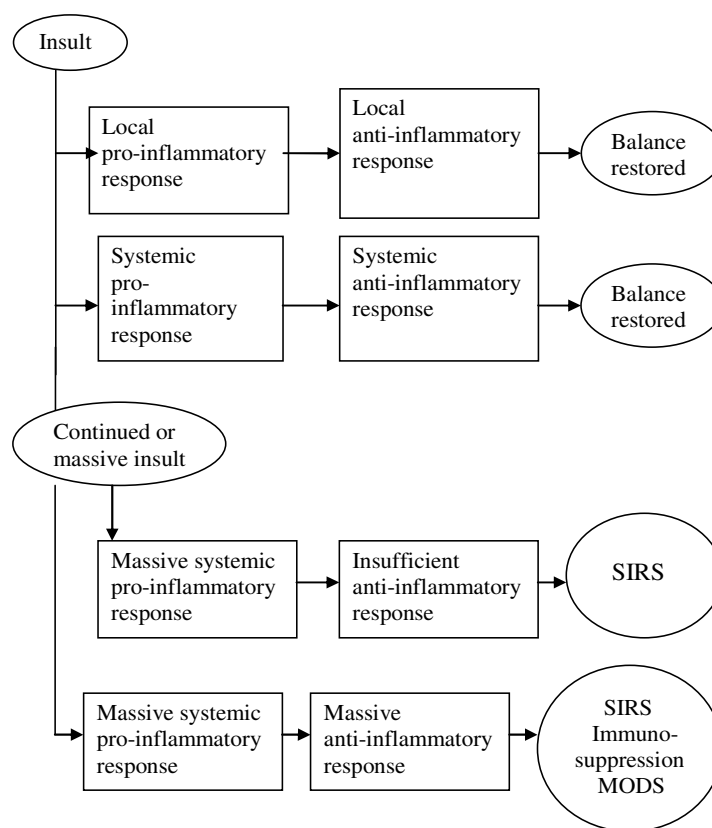 Insult
Local
pro-inflammatory
response
Local
anti-inflammatory
response
Balance
restored
Systemic
pro-
inflammatory
response
Systemic
anti-inflammatory
response
Balance
restored
Continued or
massive insult
Massive systemic
pro-inflammatory
response
Insufficient
anti-inflammatory
response
SIRS
Massive systemic
pro-inflammatory
response
Massive
anti-inflammatory
response
SIRS
Immuno-
suppression
MODS